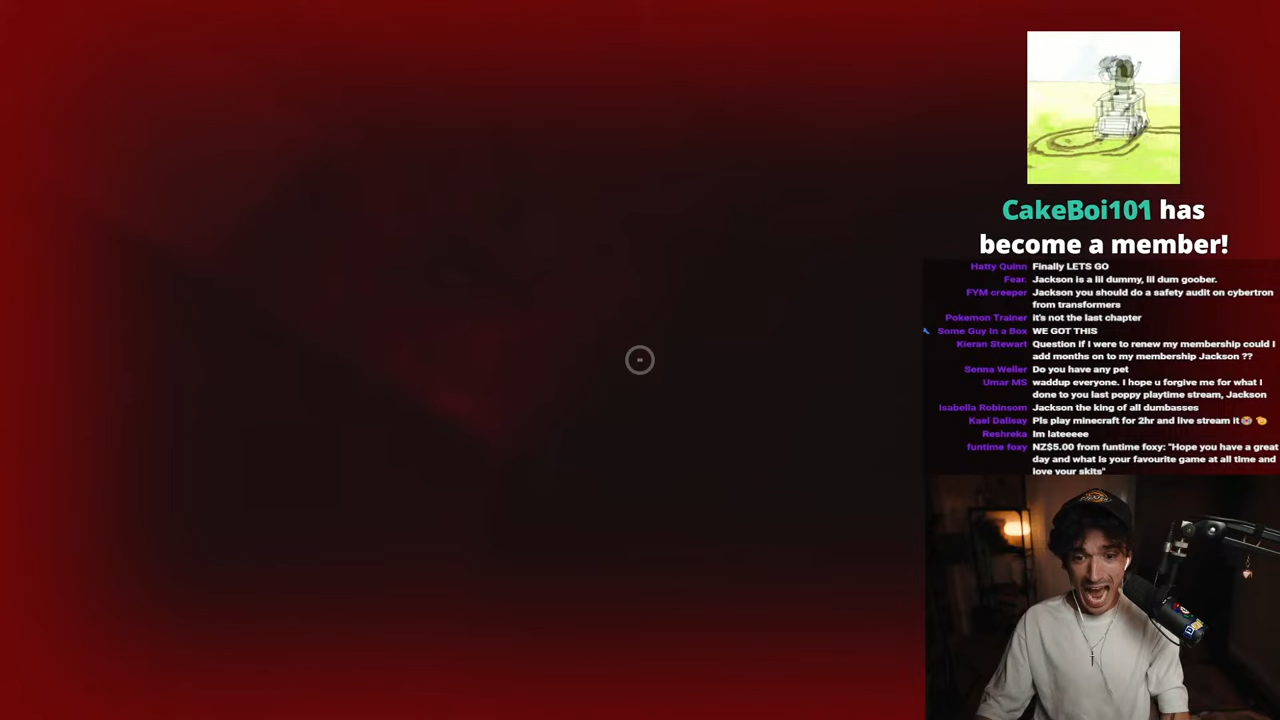 CakeBoi101 has
become a member!
Hatty Quinn Finally LETS GO
Fear. Jackson is a lil dummy, lil dum goober.
FYM creeper Jackson you should do a safety audit on cybertron
from transformers
Pokemon Trainer It's not the last chapter
Some Guy In a Box WE GOT THIS
Kieran Stewart Question if I were to renew my membership could I
add months on to my membership Jackson ??
Senna Weller Do you have any pet
Umar MS waddup everyone. I hope u forgive me for what I
done to you last poppy playtime stream, Jackson
Isabella Robinsom Jackson the king of all dumbasses
Kael Dalisay Pls play minecraft for 2hr and live stream it
Reshreka Im lateeeee
funtime foxy NZ$5.00 from funtime foxy: "Hope you have a great
day and what is your favourite game at all time and
love your skits"